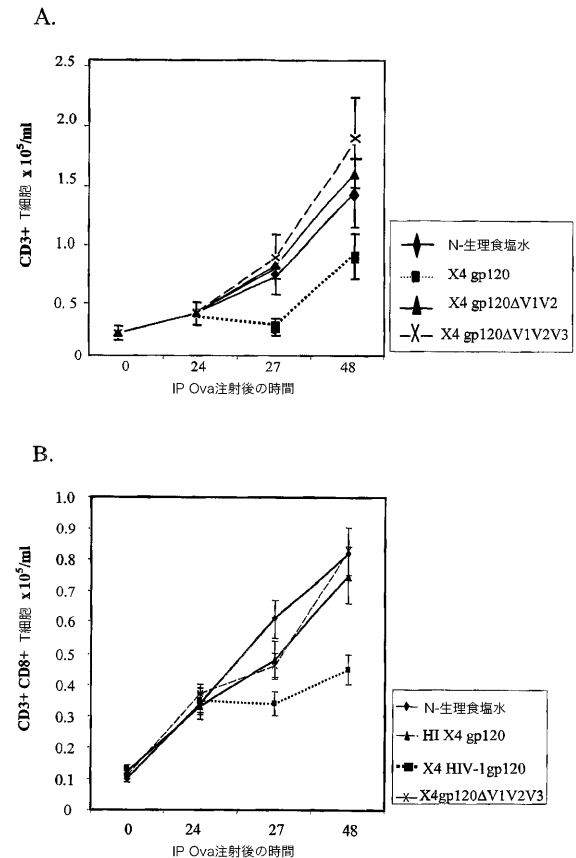 A.
2.5
2.0
1.5
1.0
0.5
0
CD3+ T細胞 x 10⁵/ml
0 24 27 48
IP Ova注射後の時間
N-生理食塩水
X4 gp120
X4 gp120ΔV1V2
X4 gp120ΔV1V2V3
B.
1.0
0.9
0.8
0.7
0.6
0.5
0.4
0.3
0.2
0.1
0
CD3+ CD8+ T細胞 x10⁵/ml
0 24 27 48
IP Ova注射後の時間
N-生理食塩水
HI X4 gp120
X4 HIV-1gp120
X4gp120ΔV1V2V3